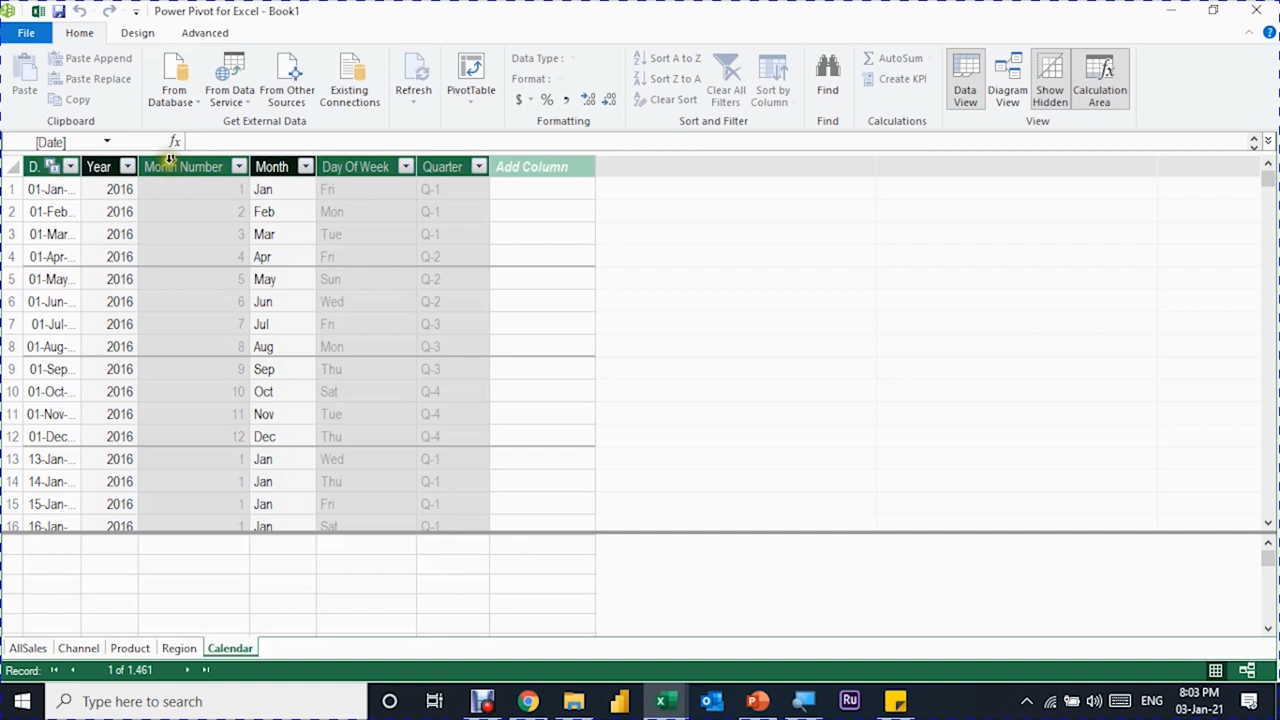 Power Pivot for Excel - Book1
File Home Design Advanced
Paste
Paste Append
Paste Replace
Copy
Clipboard
From Database
From Data Service
From Other Sources
Existing Connections
Get External Data
Refresh
PivotTable
Data Type :
Format :
$ % ,
Formatting
Sort A to Z
Sort Z to A
Clear Sort
Clear All Filters
Sort by Column
Sort and Filter
Find
Find
AutoSum
Create KPI
Calculations
Data View
Diagram View
Show Hidden
Calculation Area
View
[Date] fx
D. Year Month Number Month Day Of Week Quarter Add Column
1 01-Jan-... 2016 1 Jan Fri Q-1
2 01-Feb... 2016 2 Feb Mon Q-1
3 01-Mar... 2016 3 Mar Tue Q-1
4 01-Apr-... 2016 4 Apr Fri Q-2
5 01-May... 2016 5 May Sun Q-2
6 01-Jun-... 2016 6 Jun Wed Q-2
7 01-Jul-... 2016 7 Jul Fri Q-3
8 01-Aug-... 2016 8 Aug Mon Q-3
9 01-Sep... 2016 9 Sep Thu Q-3
10 01-Oct-... 2016 10 Oct Sat Q-4
11 01-Nov-... 2016 11 Nov Tue Q-4
12 01-Dec... 2016 12 Dec Thu Q-4
13 13-Jan-... 2016 1 Jan Wed Q-1
14 14-Jan-... 2016 1 Jan Thu Q-1
15 15-Jan-... 2016 1 Jan Fri Q-1
16 16-Jan- 2016 1 Jan Sat Q-1
AllSales Channel Product Region Calendar
Record: 1 of 1,461
Type here to search
Ru
ENG
8:03 PM
03-Jan-21